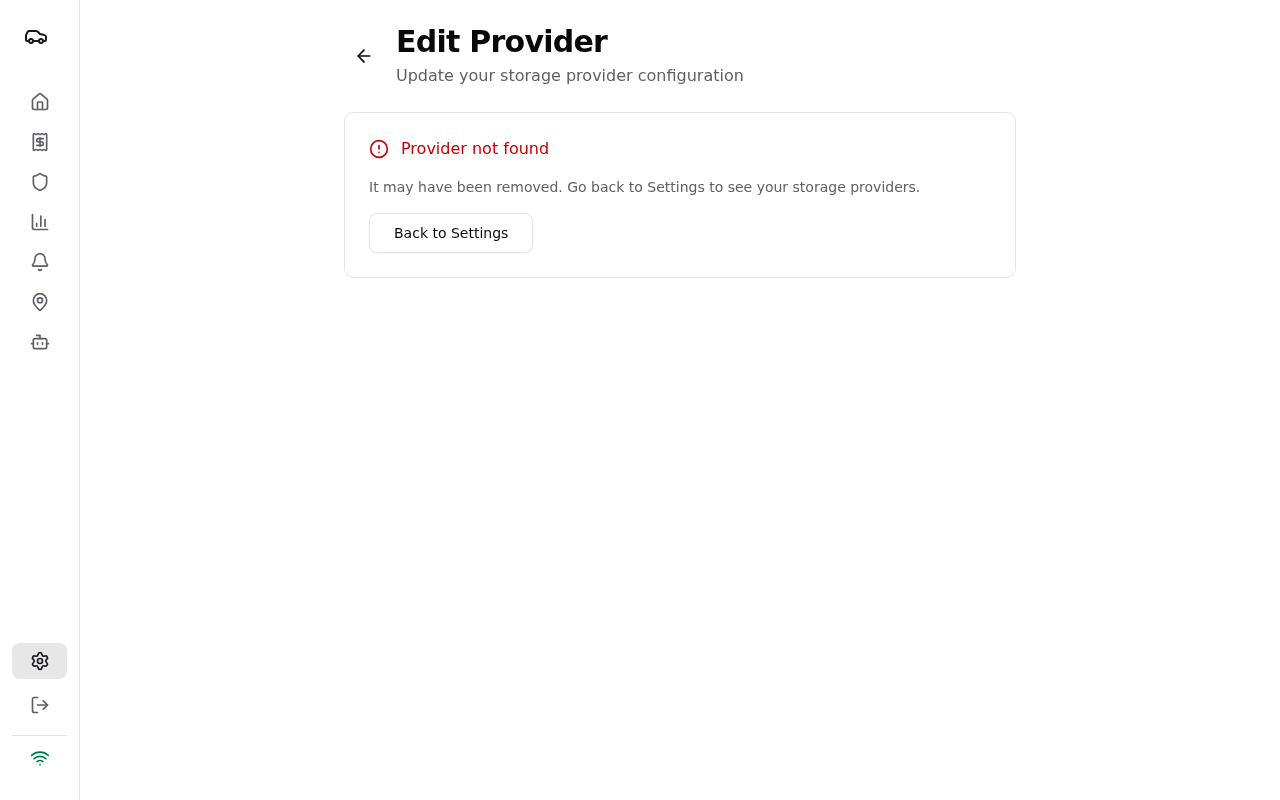 Edit Provider
Update your storage provider configuration
Provider not found
It may have been removed. Go back to Settings to see your storage providers.
Back to Settings